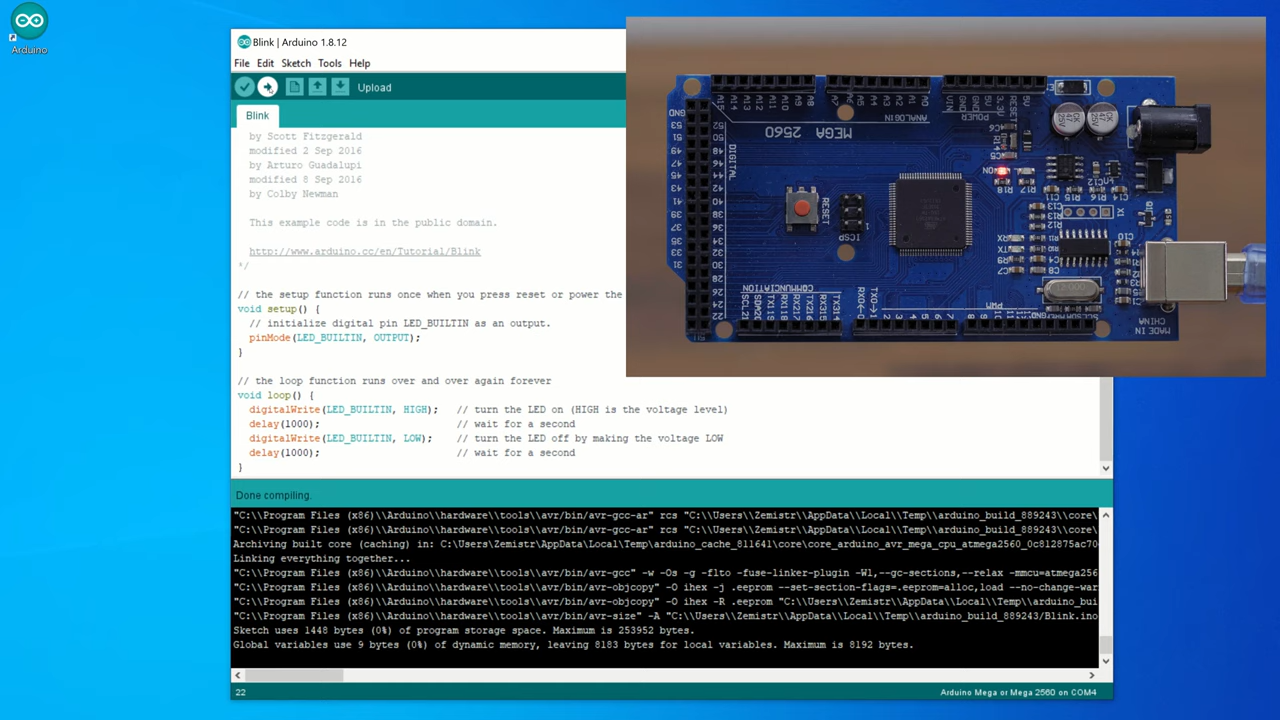 Arduino
Blink | Arduino 1.8.12
File Edit Sketch Tools Help
Upload
Blink
by Scott Fitzgerald
modified 2 Sep 2016
by Arturo Guadalupi
modified 8 Sep 2016
by Colby Newman
This example code is in the public domain.
http://www.arduino.cc/en/Tutorial/Blink
*/
// the setup function runs once when you press reset or power the
void setup() {
// initialize digital pin LED_BUILTIN as an output.
pinMode(LED_BUILTIN, OUTPUT);
}
// the loop function runs over and over again forever
void loop() {
digitalWrite(LED_BUILTIN, HIGH); // turn the LED on (HIGH is the voltage level)
delay(1000); // wait for a second
digitalWrite(LED_BUILTIN, LOW); // turn the LED off by making the voltage LOW
delay(1000); // wait for a second
}
Done compiling.
"C:\\Program Files (x86)\\Arduino\\hardware\\tools\\avr/bin/avr-gcc-ar" rcs "C:\\Users\\Zemistr\\AppData\\Local\\Temp\\arduino_build_889243\\core\
"C:\\Program Files (x86)\\Arduino\\hardware\\tools\\avr/bin/avr-gcc-ar" rcs "C:\\Users\\Zemistr\\AppData\\Local\\Temp\\arduino_build_889243\\core\
Archiving built core (caching) in: C:\Users\Zemistr\AppData\Local\Temp\arduino_cache_811641\core\core_arduino_avr_mega_cpu_atmega2560_0c812875ac70
Linking everything together...
"C:\\Program Files (x86)\\Arduino\\hardware\\tools\\avr/bin/avr-gcc" -w -Os -g -flto -fuse-linker-plugin -Wl,--gc-sections,--relax -mmcu=atmega256
"C:\\Program Files (x86)\\Arduino\\hardware\\tools\\avr/bin/avr-objcopy" -O ihex -j .eeprom --set-section-flags=.eeprom=alloc,load --no-change-war
"C:\\Program Files (x86)\\Arduino\\hardware\\tools\\avr/bin/avr-objcopy" -O ihex -R .eeprom "C:\\Users\\Zemistr\\AppData\\Local\\Temp\\arduino_bui
"C:\\Program Files (x86)\\Arduino\\hardware\\tools\\avr/bin/avr-size" -A "C:\\Users\\Zemistr\\AppData\\Local\\Temp\\arduino_build_889243/Blink.ino
Sketch uses 1448 bytes (0%) of program storage space. Maximum is 253952 bytes.
Global variables use 9 bytes (0%) of dynamic memory, leaving 8183 bytes for local variables. Maximum is 8192 bytes.
22
Arduino Mega or Mega 2560 on COM4
MEGA 2560
DIGITAL
ANALOG IN
POWER
RESET
ICSP
COMMUNICATION
PWM
MADE IN
CHINA